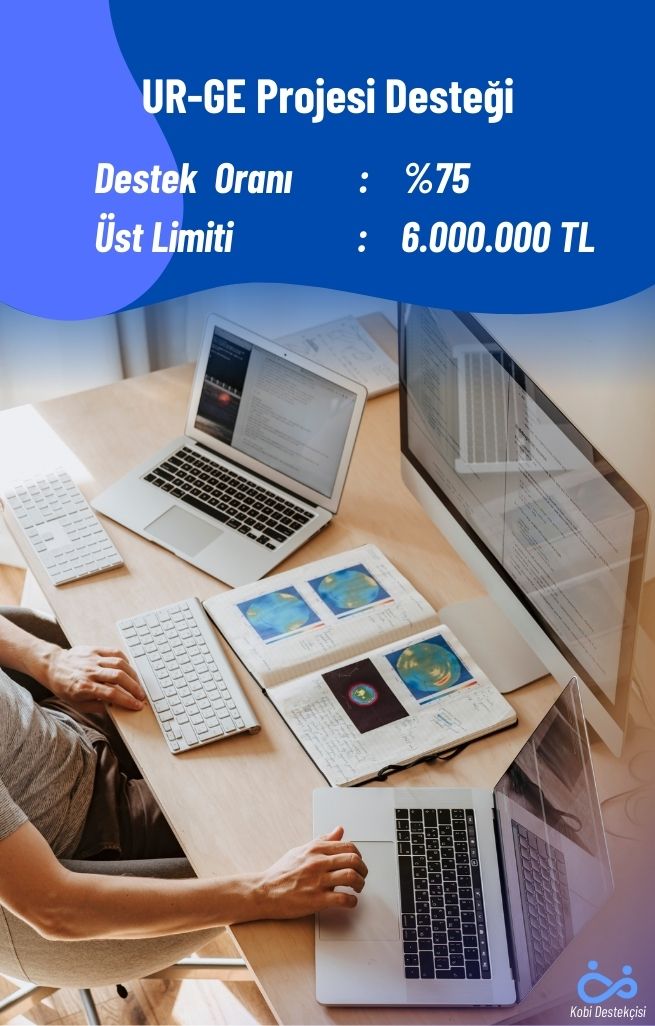 UR-GE Projesi Desteği
Destek Oranı : %75
Üst Limiti : 6.000.000 TL
Kobi Destekçisi